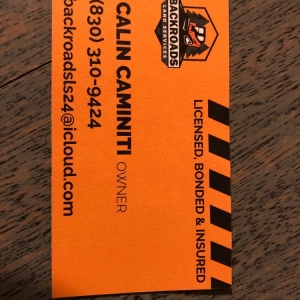 BACKROADS
LAND SERVICES
LICENSED, BONDED & INSURED
CALIN CAMINITI OWNER
(830) 310-9424
backroadsls24@icloud.com